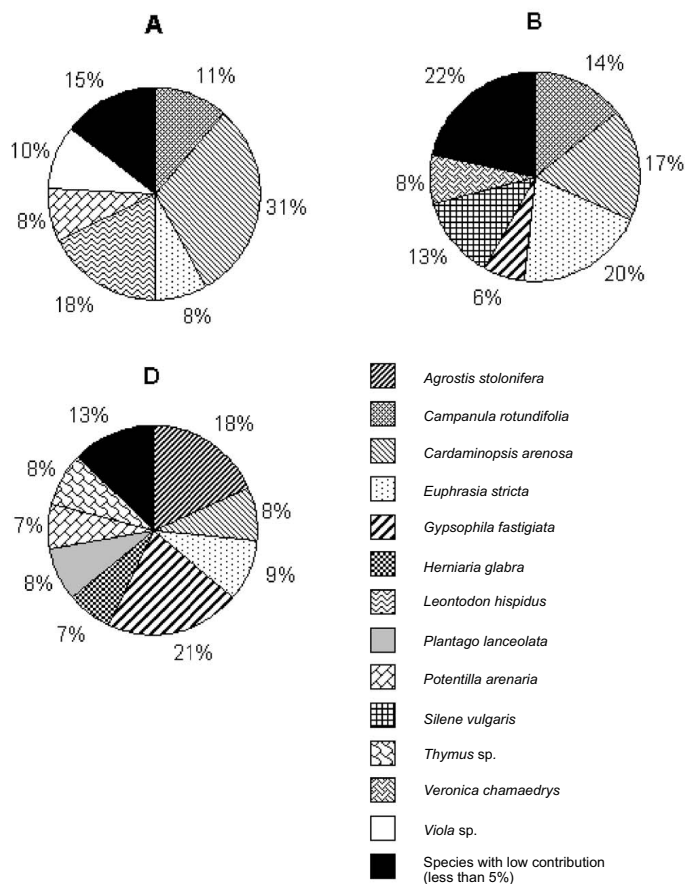 A
15%
11%
10%
31%
8%
18%
8%
B
22%
14%
8%
17%
13%
6%
20%
D
13%
18%
8%
8%
7%
9%
8%
7%
21%
Agrostis stolonifera
Campanula rotundifolia
Cardaminopsis arenosa
Euphrasia stricta
Gypsophila fastigiata
Herniaria glabra
Leontodon hispidus
Plantago lanceolata
Potentilla arenaria
Silene vulgaris
Thymus sp.
Veronica chamaedrys
Viola sp.
Species with low contribution
(less than 5%)